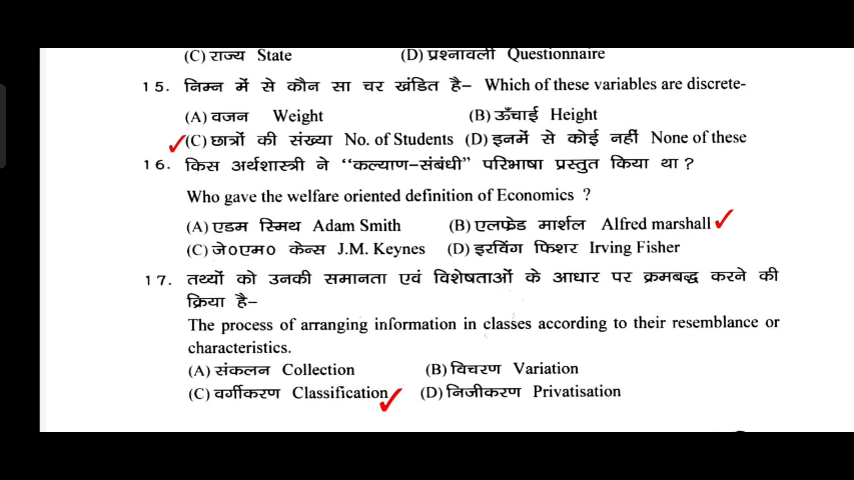 (C) राज्य State (D) प्रश्नावली Questionnaire
15. निम्न में से कौन सा चर खंडित है– Which of these variables are discrete-
(A) वजन Weight (B) ऊँचाई Height
(C) छात्रों की संख्या No. of Students (D) इनमें से कोई नहीं None of these
16. किस अर्थशास्त्री ने ‘‘कल्याण-संबंधी” परिभाषा प्रस्तुत किया था ?
Who gave the welfare oriented definition of Economics ?
(A) एडम स्मिथ Adam Smith (B) एलफ्रेड मार्शल Alfred marshall
(C) जे०एम० केन्स J.M. Keynes (D) इरविंग फिशर Irving Fisher
17. तथ्यों को उनकी समानता एवं विशेषताओं के आधार पर क्रमबद्ध करने की
क्रिया है–
The process of arranging information in classes according to their resemblance or
characteristics.
(A) संकलन Collection (B) विचरण Variation
(C) वर्गीकरण Classification (D) निजीकरण Privatisation